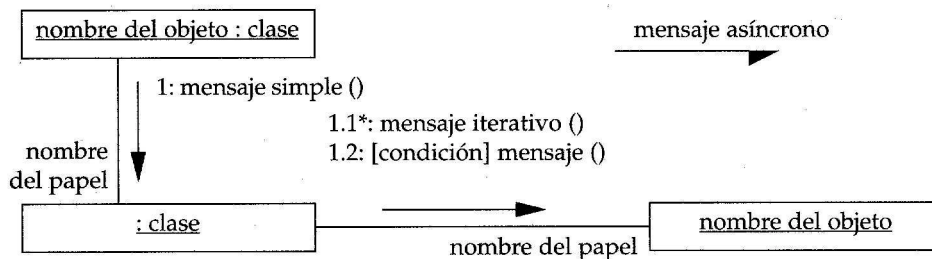 nombre del objeto : clase
mensaje asíncrono
1: mensaje simple ()
1.1*: mensaje iterativo ()
1.2: [condición] mensaje ()
nombre
del papel
: clase
nombre del objeto
nombre del papel